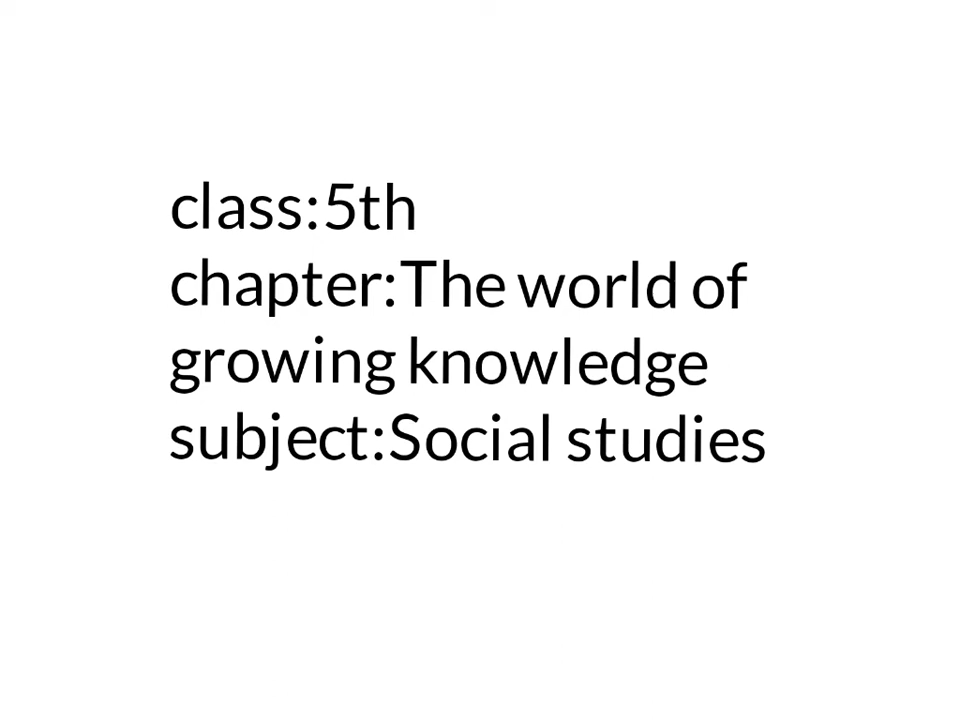 class:5th
chapter:The world of
growing knowledge
subject:Social studies